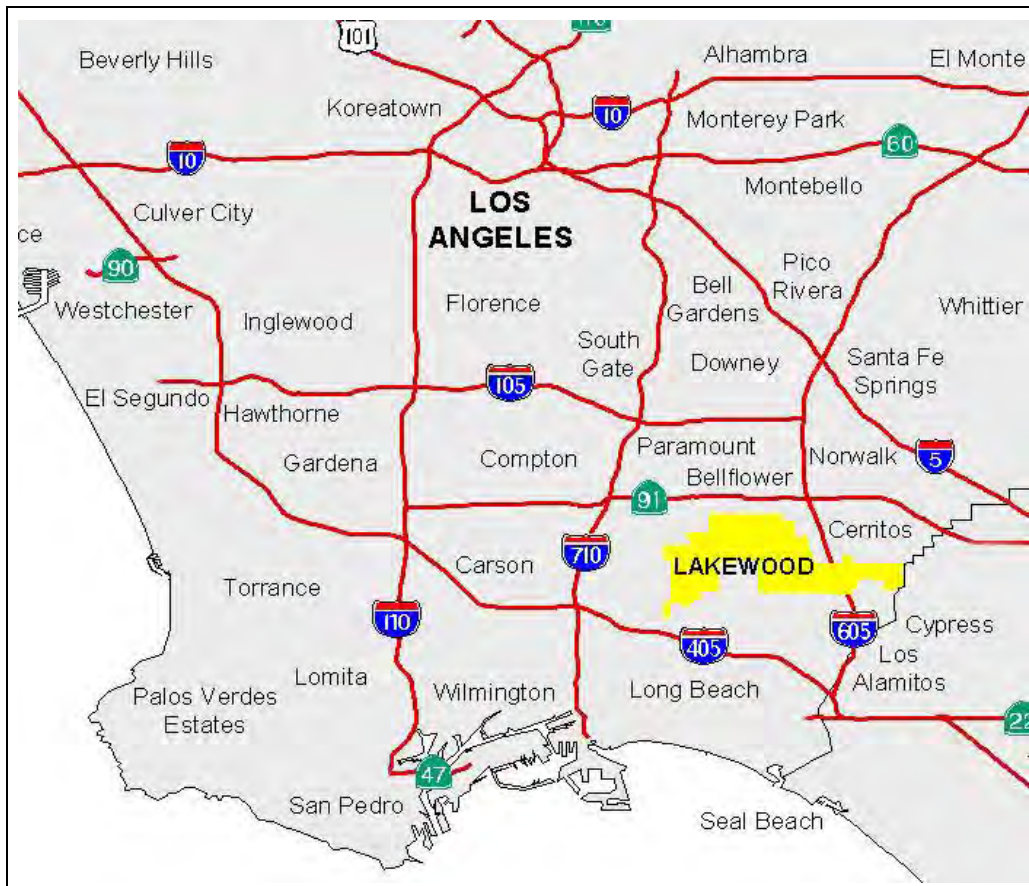 101
110
Beverly Hills
Alhambra
El Monte
Koreatown
10
Monterey Park
60
10
Montebello
LOS
ANGELES
Culver City
ce
90
Pico
Rivera
Bell
Gardens
Westchester
Inglewood
Florence
Whittier
South
Gate
Downey
Santa Fe
Springs
105
El Segundo
Hawthorne
Gardena
Compton
Paramount
Bellflower
Norwalk
5
91
Cerritos
710
Carson
LAKEWOOD
Torrance
110
405
605
Cypress
Los
Alamitos
Lomita
Wilmington
Long Beach
Palos Verdes
Estates
22
47
San Pedro
Seal Beach